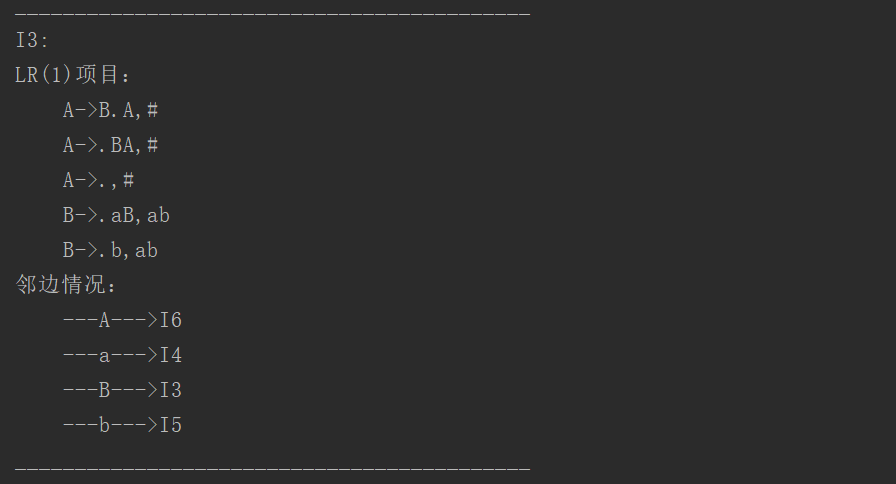 -------------------------------------------
I3:
LR(1)项目:
    A->B.A,#
    A->.BA,#
    A->.,#
    B->.aB,ab
    B->.b,ab
邻边情况:
    ---A--->I6
    ---a--->I4
    ---B--->I3
    ---b--->I5
-------------------------------------------